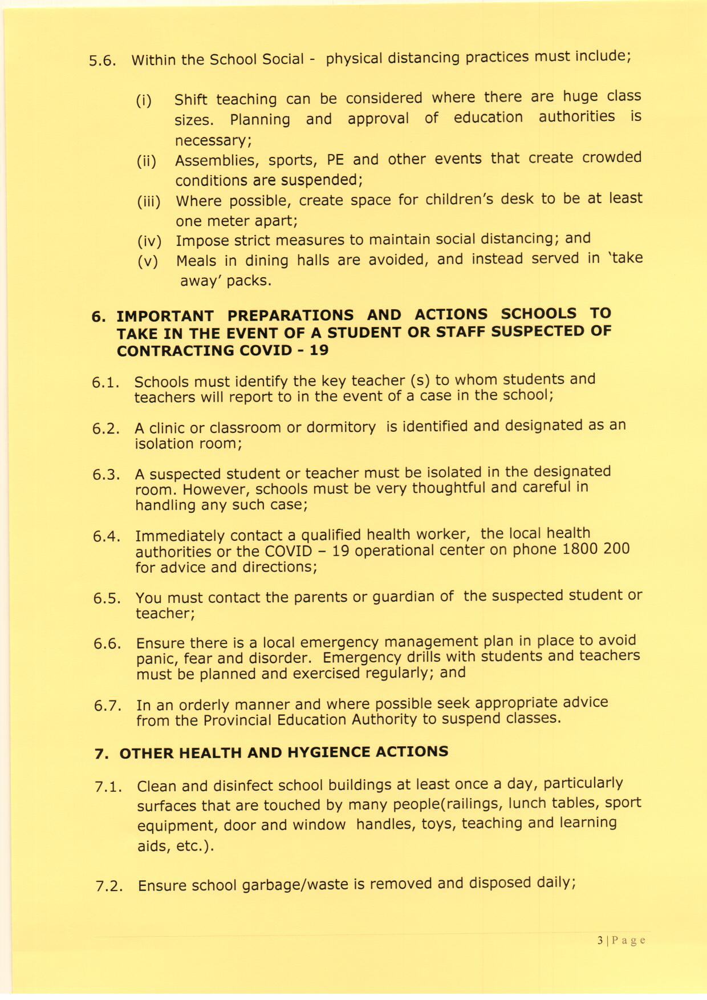 5.6. Within the School Social - physical distancing practices must include;
(i) Shift teaching can be considered where there are huge class
sizes. Planning and approval of education authorities is
necessary;
(ii) Assemblies, sports, PE and other events that create crowded
conditions are suspended;
(iii) Where possible, create space for children's desk to be at least
one meter apart;
(iv) Impose strict measures to maintain social distancing; and
(v) Meals in dining halls are avoided, and instead served in ‘take
away’ packs.
6. IMPORTANT PREPARATIONS AND ACTIONS SCHOOLS TO
TAKE IN THE EVENT OF A STUDENT OR STAFF SUSPECTED OF
CONTRACTING COVID - 19
6.1. Schools must identify the key teacher (s) to whom students and
teachers will report to in the event of a case in the school;
6.2. A clinic or classroom or dormitory is identified and designated as an
isolation room;
6.3. A suspected student or teacher must be isolated in the designated
room. However, schools must be very thoughtful and careful in
handling any such case;
6.4. Immediately contact a qualified health worker, the local health
authorities or the COVID – 19 operational center on phone 1800 200
for advice and directions;
6.5. You must contact the parents or guardian of the suspected student or
teacher;
6.6. Ensure there is a local emergency management plan in place to avoid
panic, fear and disorder. Emergency drills with students and teachers
must be planned and exercised regularly; and
6.7. In an orderly manner and where possible seek appropriate advice
from the Provincial Education Authority to suspend classes.
7. OTHER HEALTH AND HYGIENCE ACTIONS
7.1. Clean and disinfect school buildings at least once a day, particularly
surfaces that are touched by many people(railings, lunch tables, sport
equipment, door and window handles, toys, teaching and learning
aids, etc.).
7.2. Ensure school garbage/waste is removed and disposed daily;
3 | P a g e